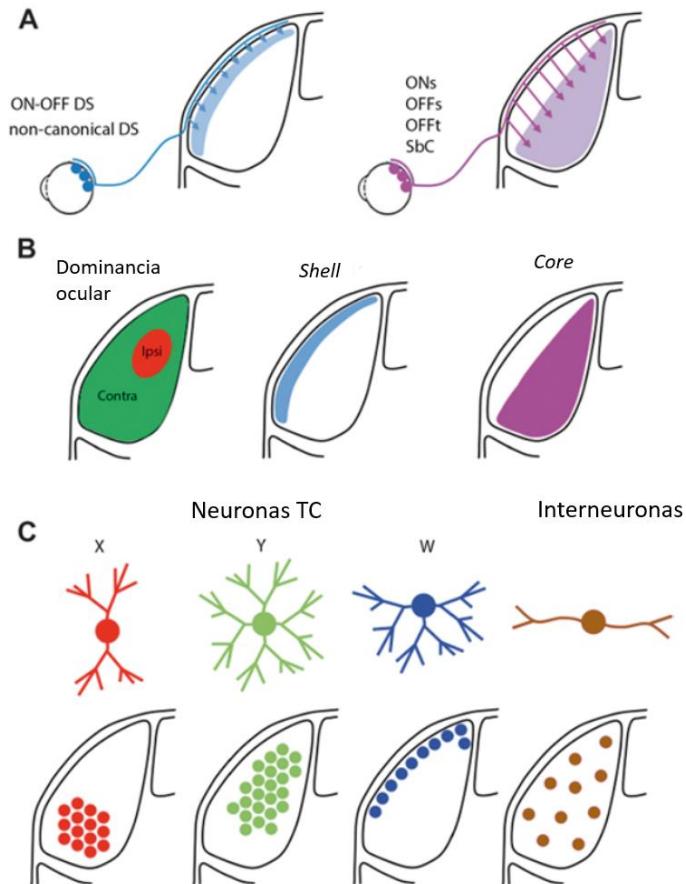 A
ON-OFF DS
non-canonical DS
ONs
OFFs
OFFt
SbC
B
Dominancia
ocular
Shell
Core
Ipsi
Contra
Neuronas TC
Interneuronas
C
X
Y
W